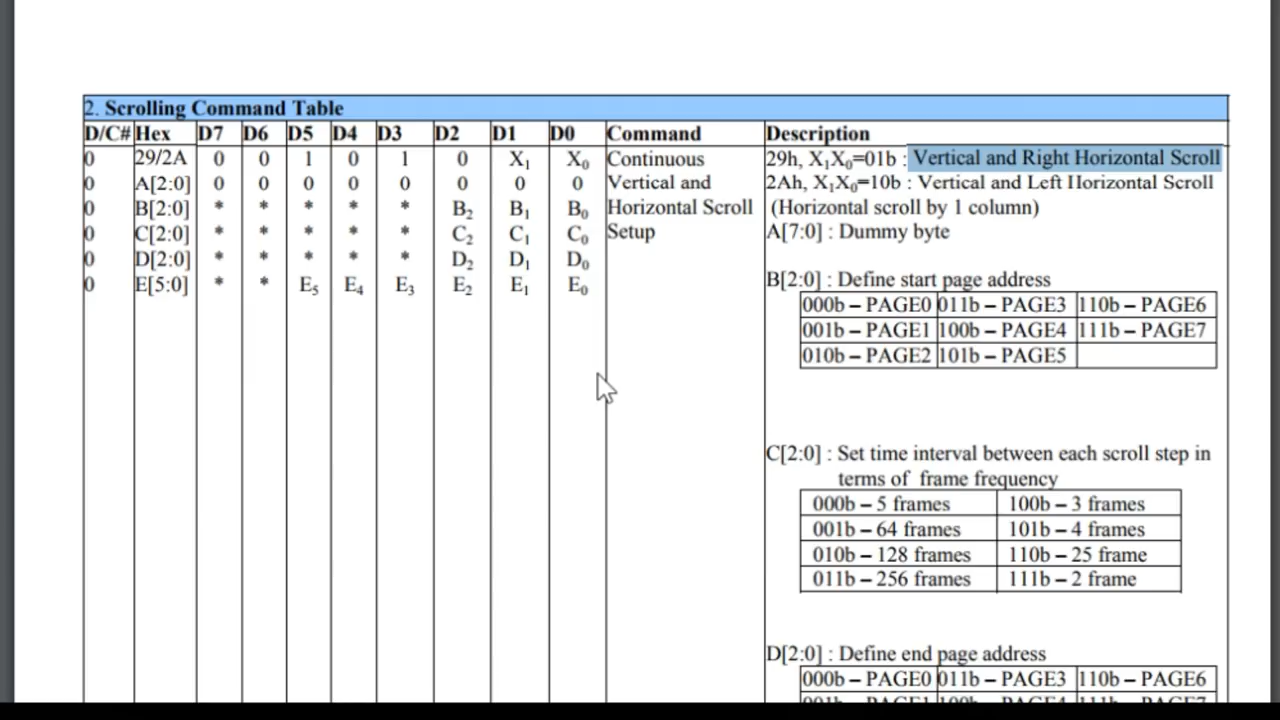 2. Scrolling Command Table
D/C# Hex D7 D6 D5 D4 D3 D2 D1 D0 Command Description
0 29/2A 0 0 1 0 1 0 X1 X0 Continuous 29h, X1X0=01b : Vertical and Right Horizontal Scroll
0 A[2:0] 0 0 0 0 0 0 0 0 Vertical and 2Ah, X1X0=10b : Vertical and Left Horizontal Scroll
0 B[2:0] * * * * * B2 B1 B0 Horizontal Scroll (Horizontal scroll by 1 column)
0 C[2:0] * * * * * C2 C1 C0 Setup A[7:0] : Dummy byte
0 D[2:0] * * * * * D2 D1 D0
B[2:0] : Define start page address
0 E[5:0] * * E5 E4 E3 E2 E1 E0
000b – PAGE0 011b – PAGE3 110b – PAGE6
001b – PAGE1 100b – PAGE4 111b – PAGE7
010b – PAGE2 101b – PAGE5
C[2:0] : Set time interval between each scroll step in
terms of frame frequency
000b – 5 frames 100b – 3 frames
001b – 64 frames 101b – 4 frames
010b – 128 frames 110b – 25 frame
011b – 256 frames 111b – 2 frame
D[2:0] : Define end page address
000b – PAGE0 011b – PAGE3 110b – PAGE6